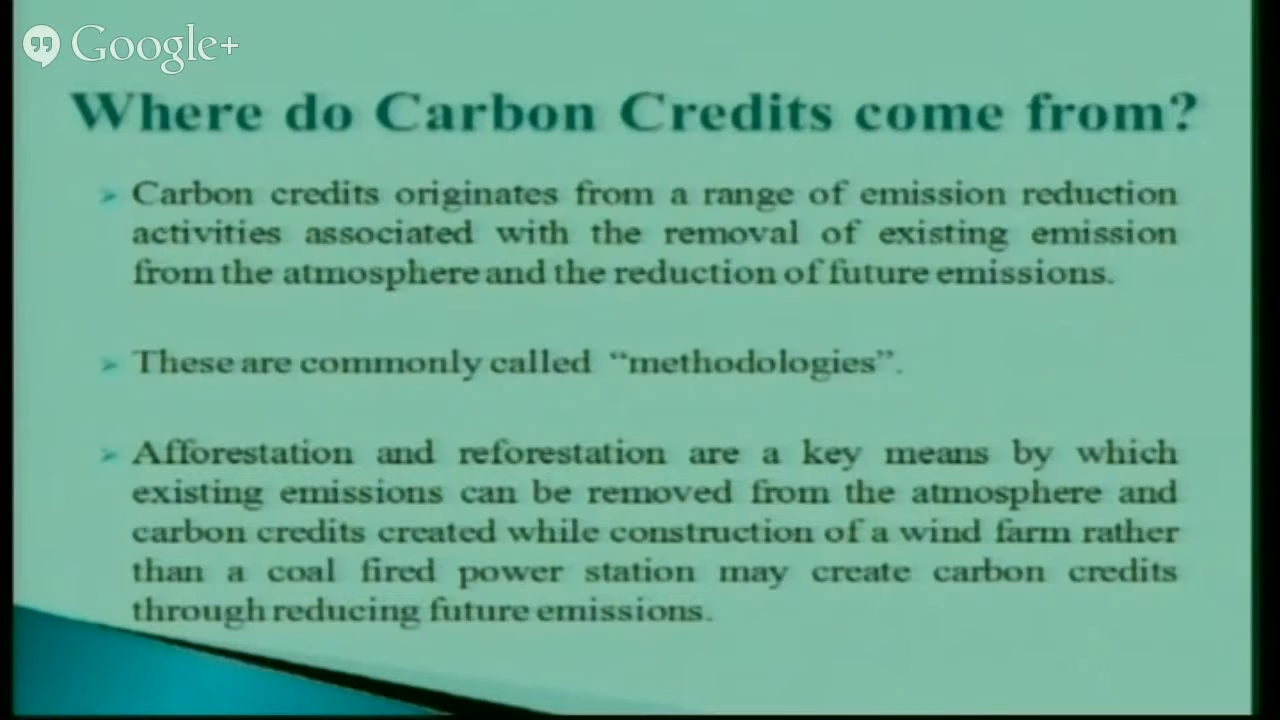 Google+
Where do Carbon Credits come from?
➢ Carbon credits originates from a range of emission reduction
activities associated with the removal of existing emission
from the atmosphere and the reduction of future emissions.
➢ These are commonly called "methodologies".
➢ Afforestation and reforestation are a key means by which
existing emissions can be removed from the atmosphere and
carbon credits created while construction of a wind farm rather
than a coal fired power station may create carbon credits
through reducing future emissions.